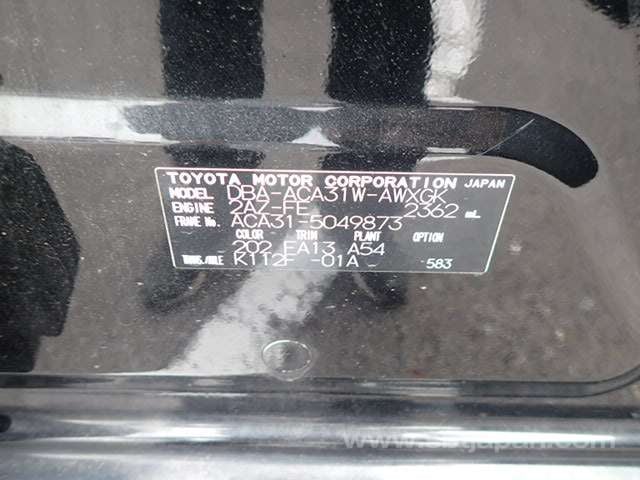 TOYOTA MOTOR CORPORATION JAPAN
MODEL DBA-ACA31W-AWXGK
ENGINE 2AZ-FE 2362 mL
FRAME No. ACA31-5049873
COLOR TRIM PLANT OPTION
202 FA13 A54
TRANS./AXLE K112F -01A 583